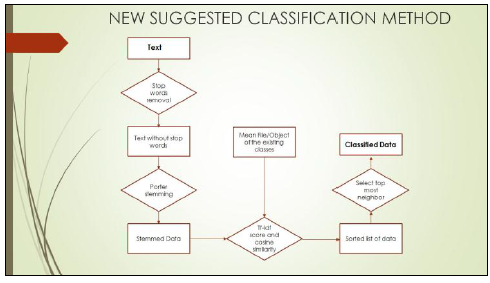 NEW SUGGESTED CLASSIFICATION METHOD
Text
Stop
words
removal
Text without stop
words
Porter
stemming
Stemmed Data
Mean File/Object
of the existing
classes
Tf-idf
score and
cosine
similarity
Classified Data
Select top
most
neighbor
Sorted list of data